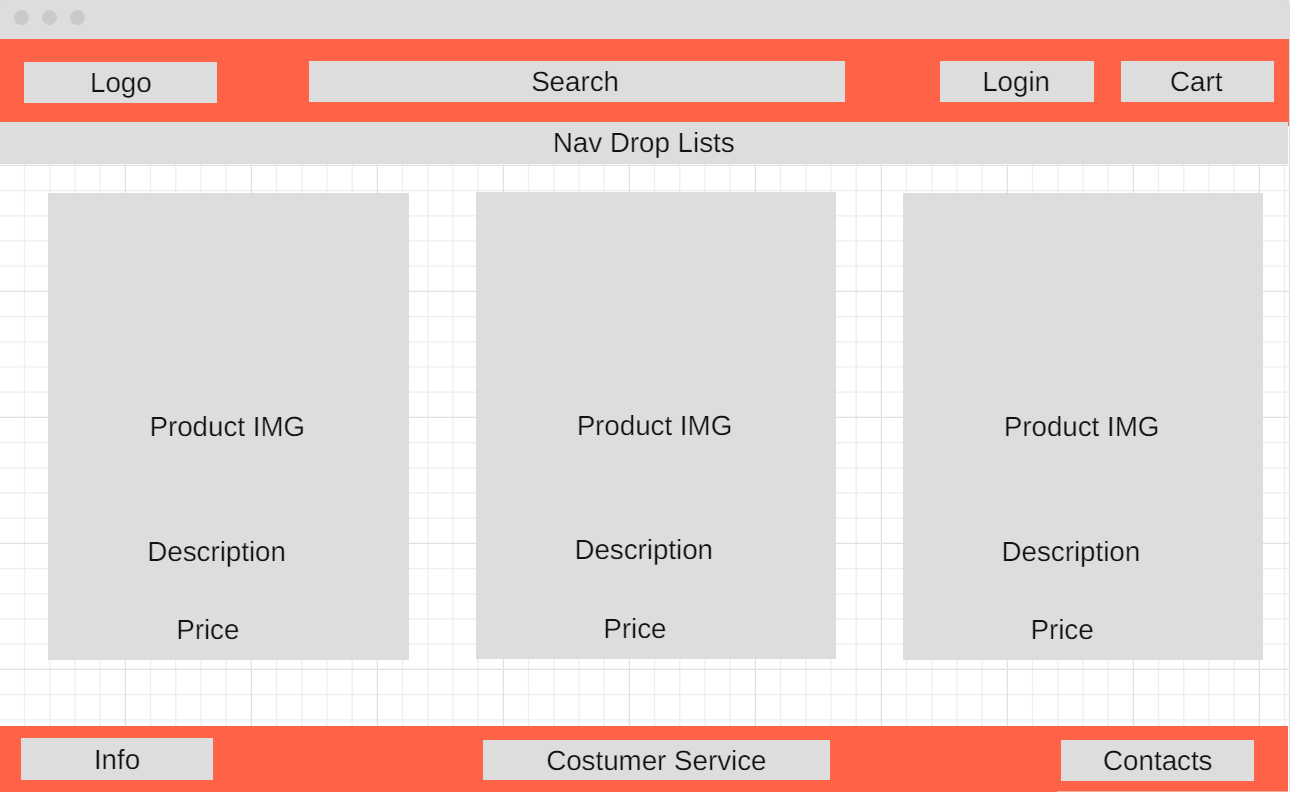 Logo
Search
Login
Cart
Nav Drop Lists
Product IMG
Product IMG
Product IMG
Description
Description
Description
Price
Price
Price
Info
Costumer Service
Contacts